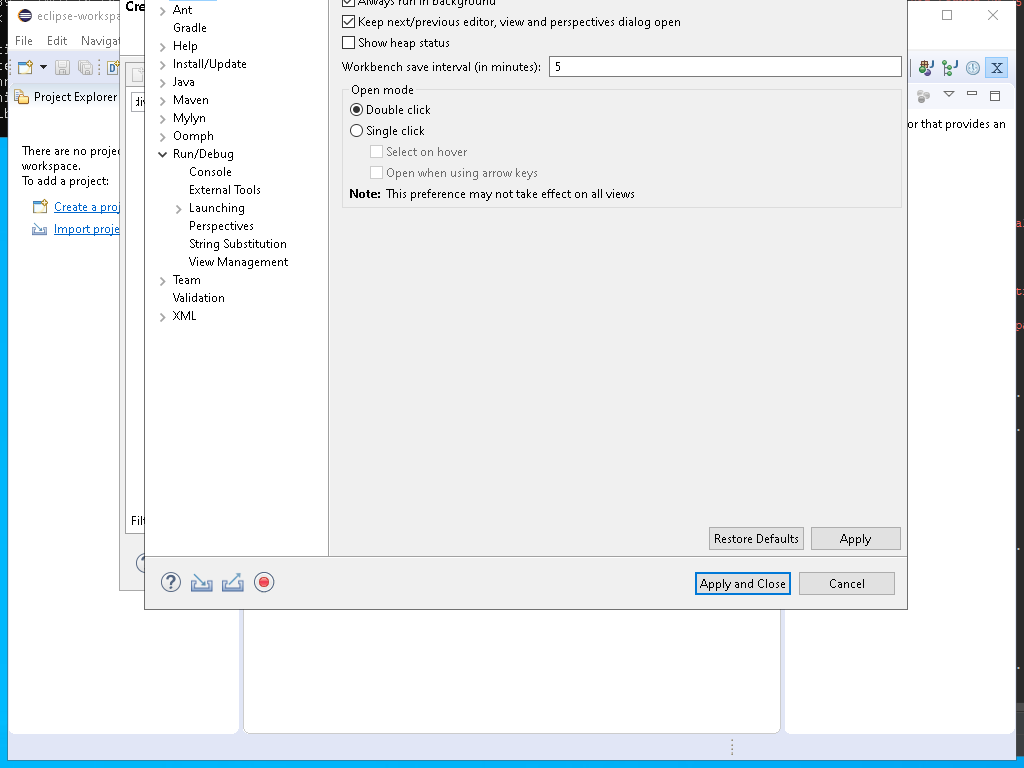 eclipse-workspa
Cre
File Edit Navigat
Project Explorer
There are no projec
workspace.
To add a project:
Create a proj
Import proje
Filt
Ant
Gradle
Help
Install/Update
Java
Maven
Mylyn
Oomph
Run/Debug
Console
External Tools
Launching
Perspectives
String Substitution
View Management
Team
Validation
XML
Always run in background
Keep next/previous editor, view and perspectives dialog open
Show heap status
Workbench save interval (in minutes): 5
Open mode
Double click
Single click
Select on hover
Open when using arrow keys
Note: This preference may not take effect on all views
Restore Defaults Apply
Apply and Close Cancel
or that provides an